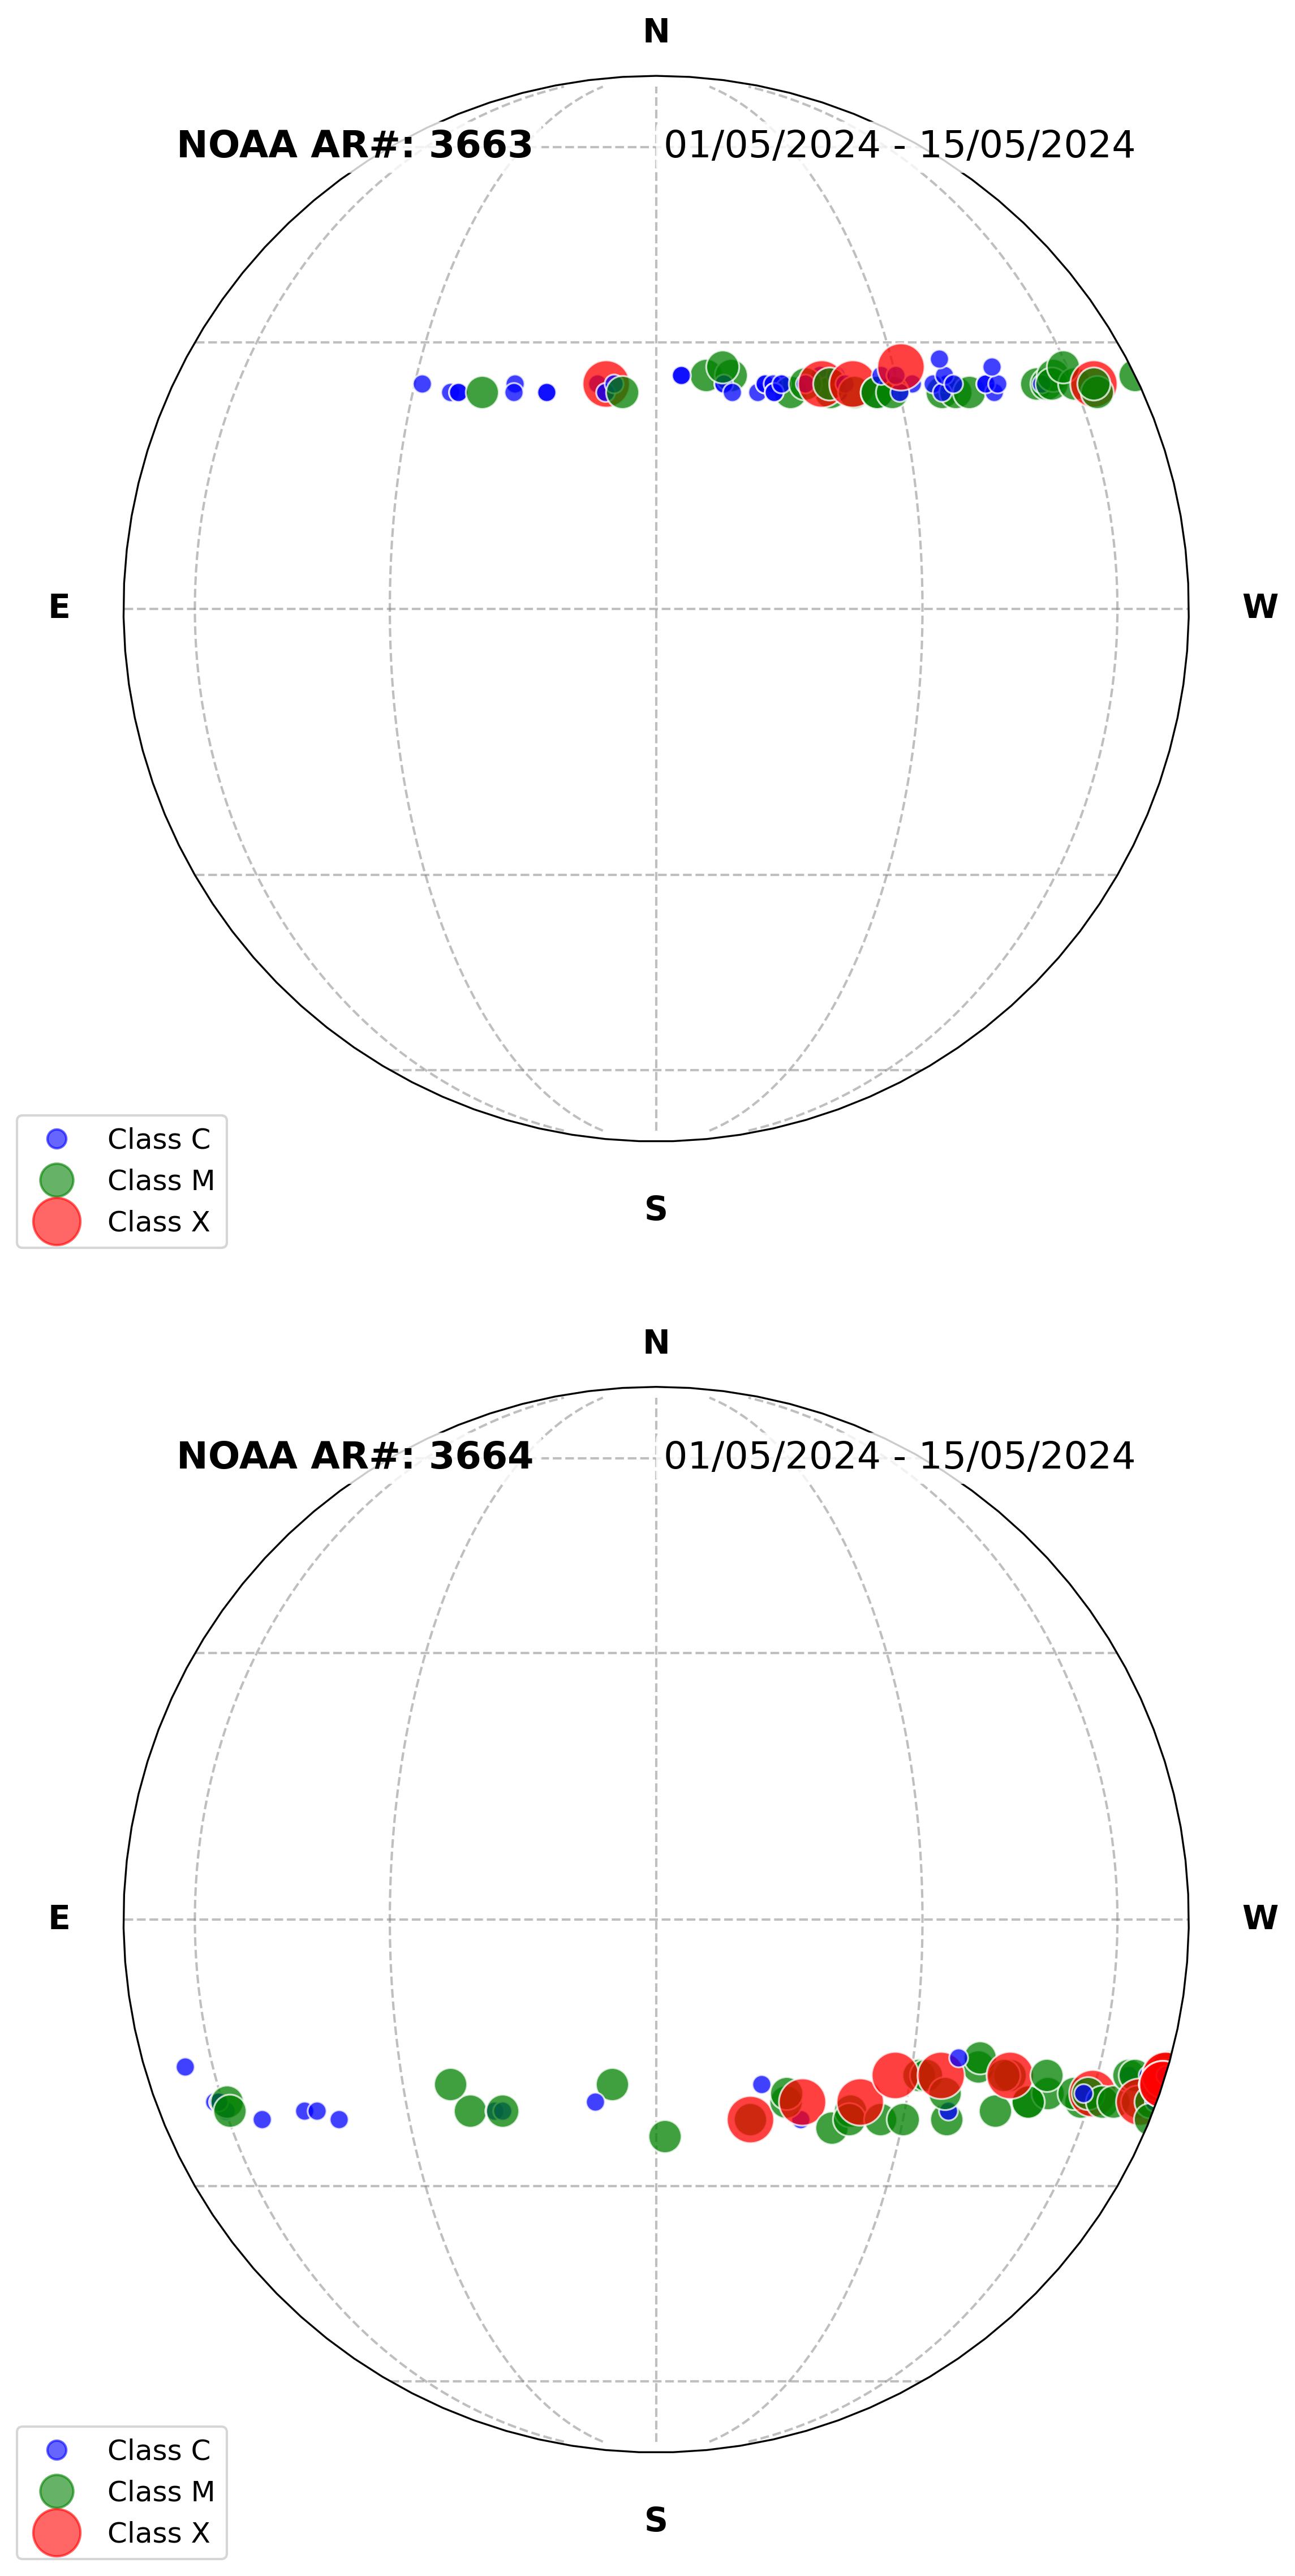 N
NOAA AR#: 3663 01/05/2024 - 15/05/2024
E W
Class C
Class M
Class X
S
N
NOAA AR#: 3664 01/05/2024 - 15/05/2024
E W
Class C
Class M
Class X
S